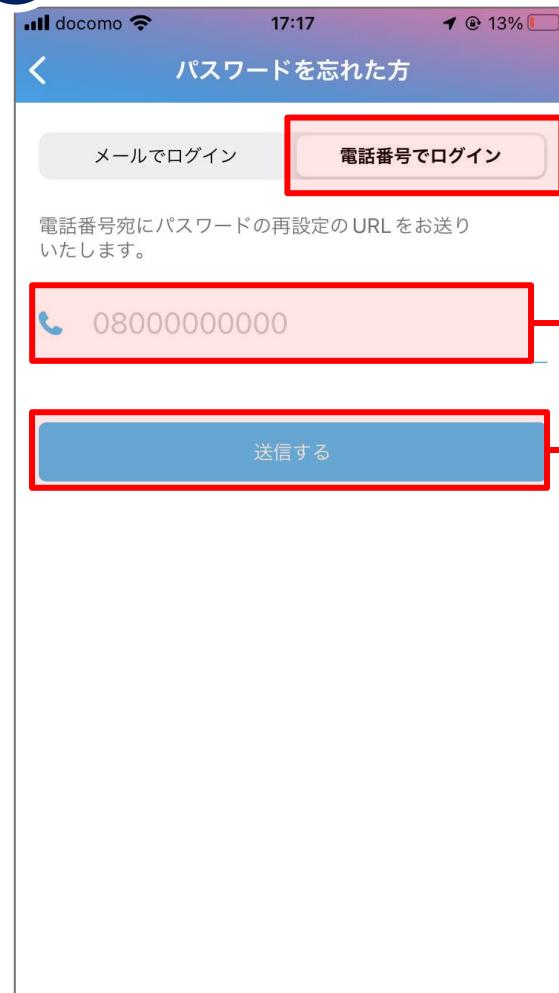 docomo 17:17 13%
パスワードを忘れた方
メールでログイン 電話番号でログイン
電話番号宛にパスワードの再設定のURLをお送り
いたします。
08000000000
送信する